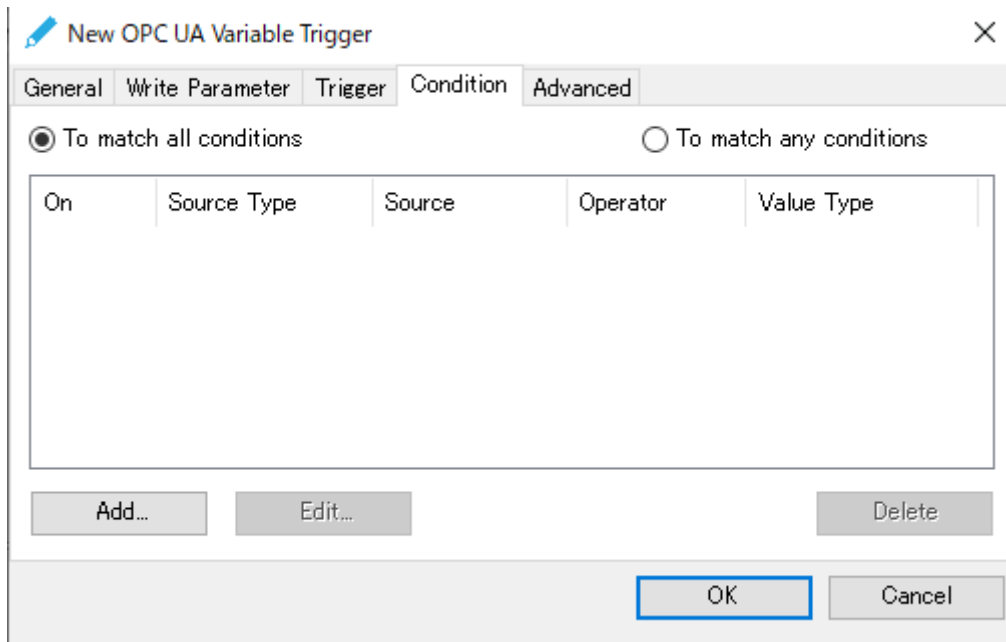 New OPC UA Variable Trigger
General Write Parameter Trigger Condition Advanced
To match all conditions To match any conditions
On Source Type Source Operator Value Type
Add... Edit... Delete
OK Cancel